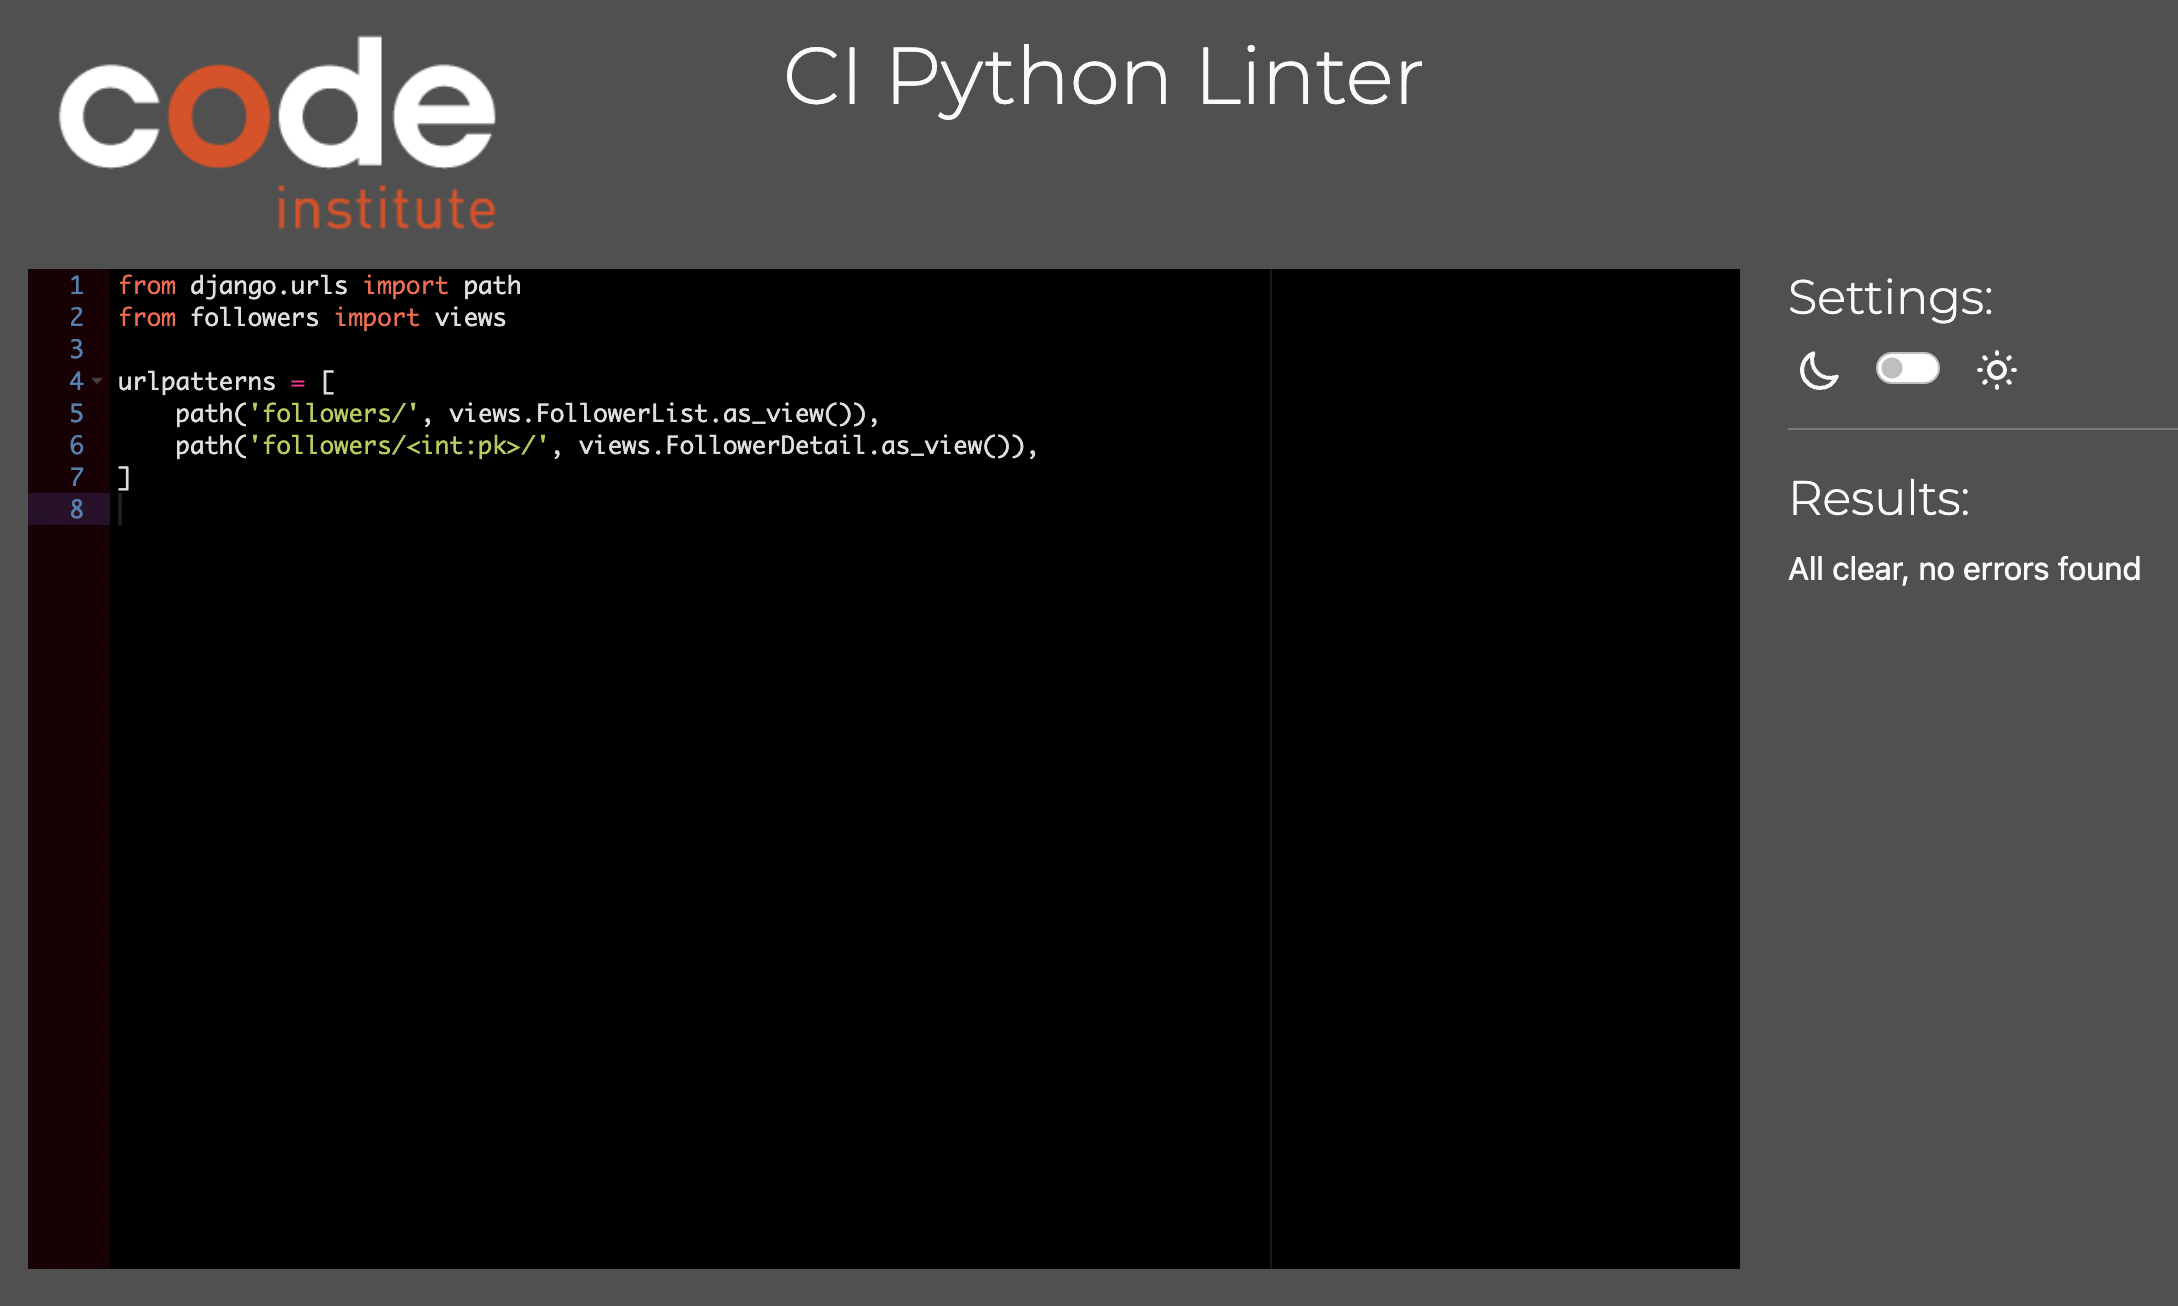 code
institute
CI Python Linter
1 from django.urls import path
2 from followers import views
3
4 urlpatterns = [
5     path('followers/', views.FollowerList.as_view()),
6     path('followers/<int:pk>/', views.FollowerDetail.as_view()),
7 ]
8
Settings:
Results:
All clear, no errors found